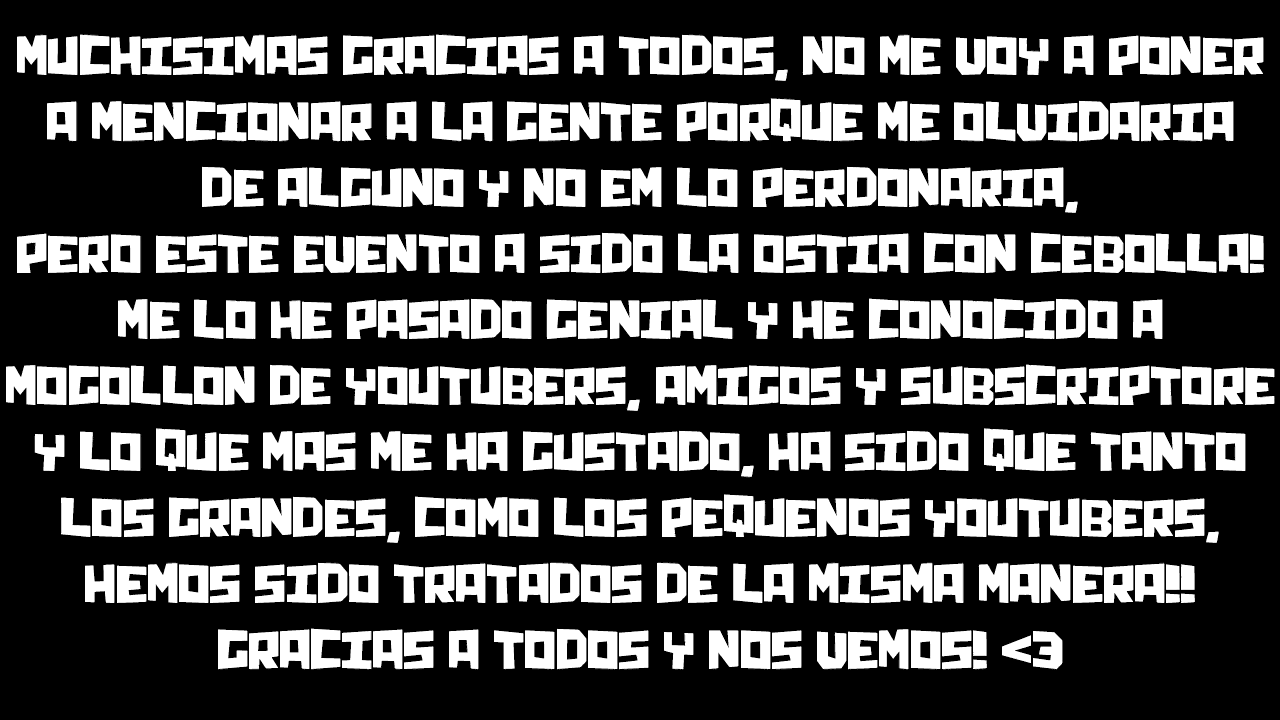 MUCHISIMAS GRACIAS A TODOS, NO ME VOY A PONER
A MENCIONAR A LA GENTE PORQUE ME OLVIDARIA
DE ALGUNO Y NO EM LO PERDONARIA,
PERO ESTE EVENTO A SIDO LA OSTIA CON CEBOLLA!
ME LO HE PASADO GENIAL Y HE CONOCIDO A
MOGOLLON DE YOUTUBERS, AMIGOS Y SUBSCRIPTORE
Y LO QUE MAS ME HA GUSTADO, HA SIDO QUE TANTO
LOS GRANDES, COMO LOS PEQUENOS YOUTUBERS,
HEMOS SIDO TRATADOS DE LA MISMA MANERA!!
GRACIAS A TODOS Y NOS VEMOS! <3